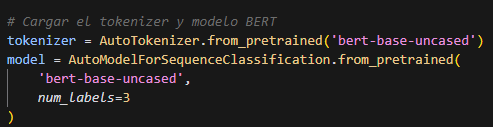 # Cargar el tokenizer y modelo BERT
tokenizer = AutoTokenizer.from_pretrained('bert-base-uncased')
model = AutoModelForSequenceClassification.from_pretrained(
    'bert-base-uncased',
    num_labels=3
)